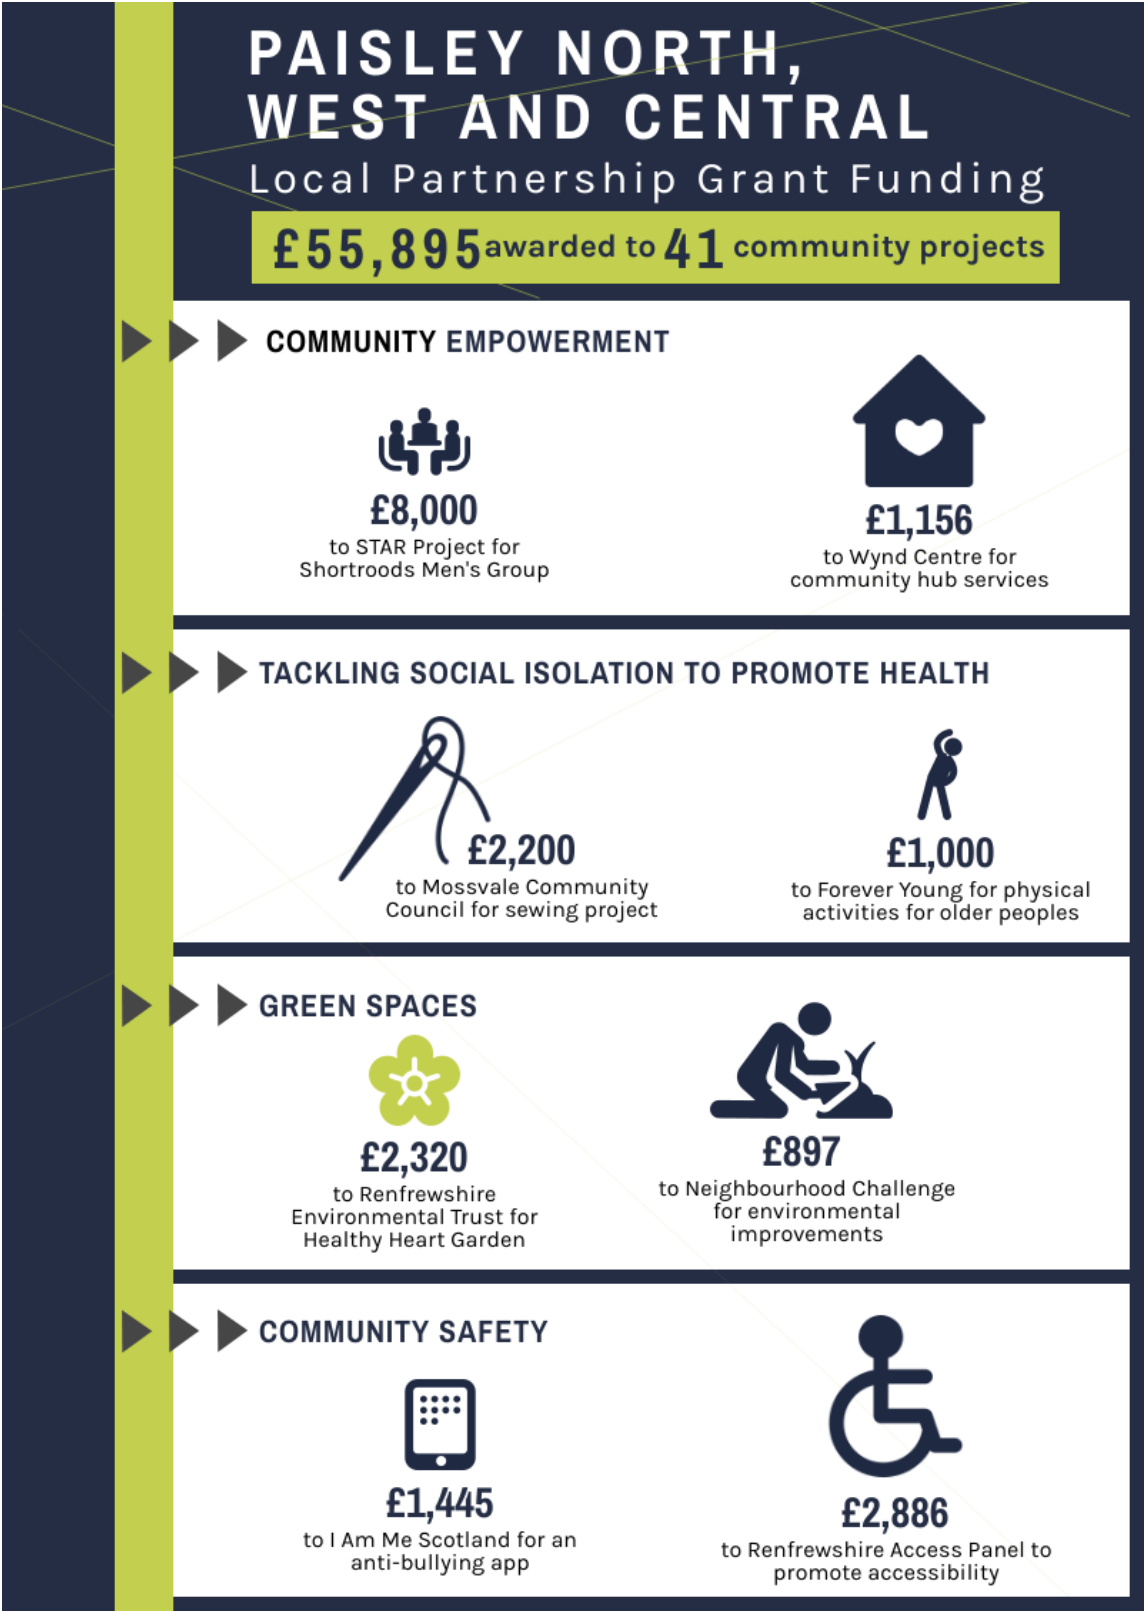 PAISLEY NORTH,
WEST AND CENTRAL
Local Partnership Grant Funding
£55,895 awarded to 41 community projects
COMMUNITY EMPOWERMENT
£8,000
to STAR Project for
Shortroods Men's Group
£1,156
to Wynd Centre for
community hub services
TACKLING SOCIAL ISOLATION TO PROMOTE HEALTH
£2,200
to Mossvale Community
Council for sewing project
£1,000
to Forever Young for physical
activities for older peoples
GREEN SPACES
£2,320
to Renfrewshire
Environmental Trust for
Healthy Heart Garden
£897
to Neighbourhood Challenge
for environmental
improvements
COMMUNITY SAFETY
£1,445
to I Am Me Scotland for an
anti-bullying app
£2,886
to Renfrewshire Access Panel to
promote accessibility